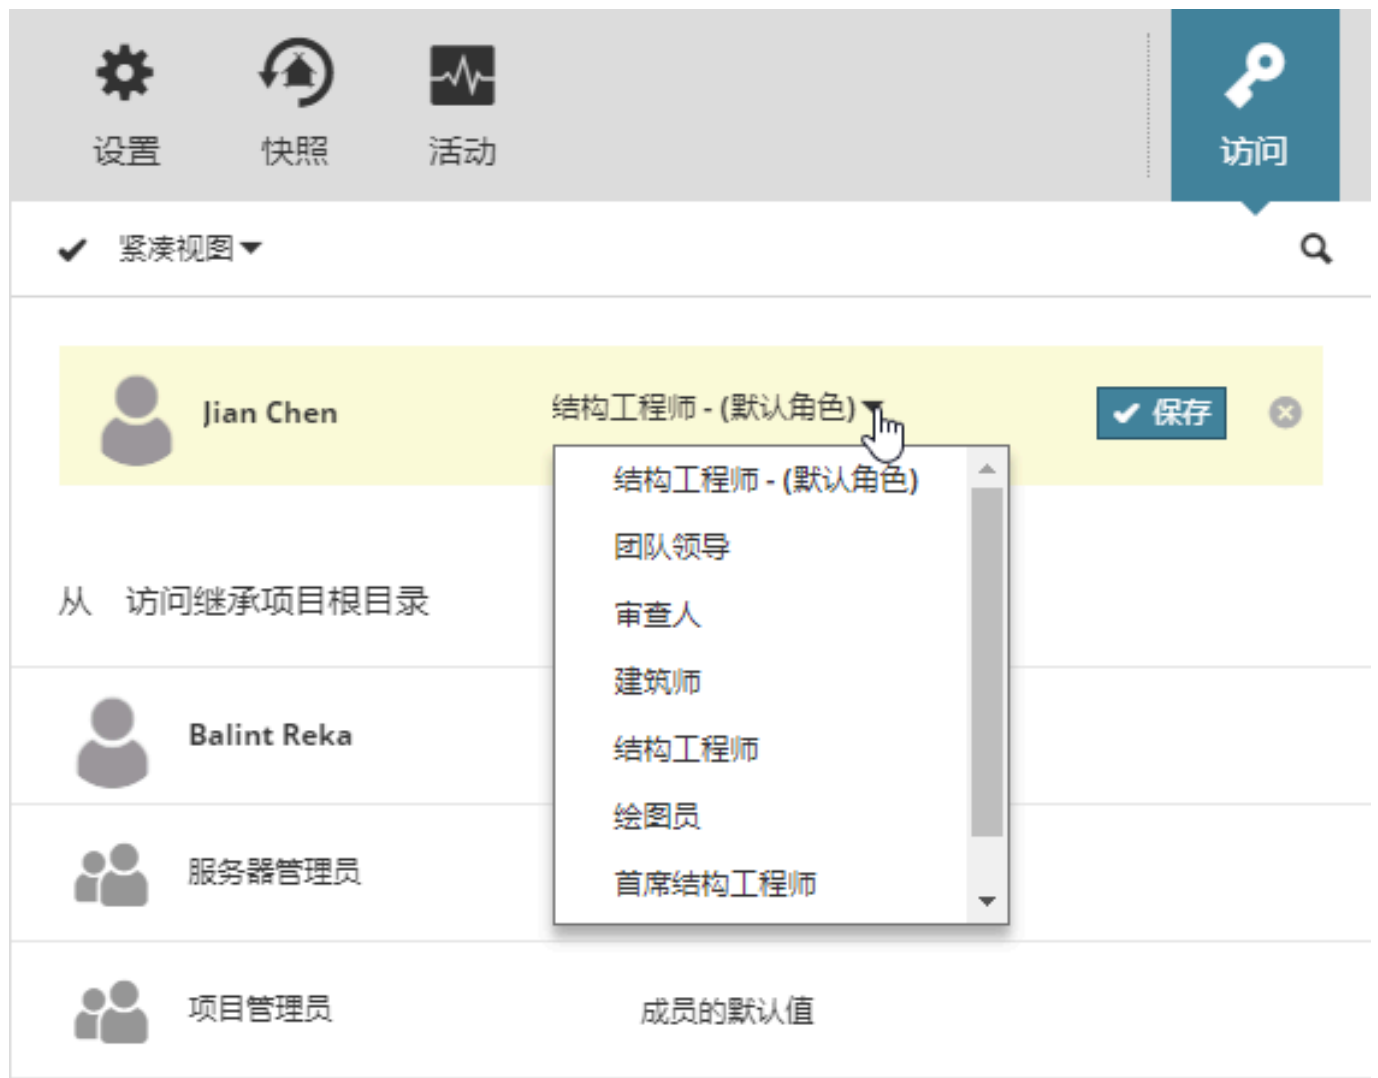 设置 快照 活动 访问
紧凑视图
Jian Chen 结构工程师 - (默认角色) 保存
结构工程师 - (默认角色)
团队领导
从 访问继承项目根目录
审查人
建筑师
Balint Reka
结构工程师
绘图员
服务器管理员
首席结构工程师
项目管理员 成员的默认值